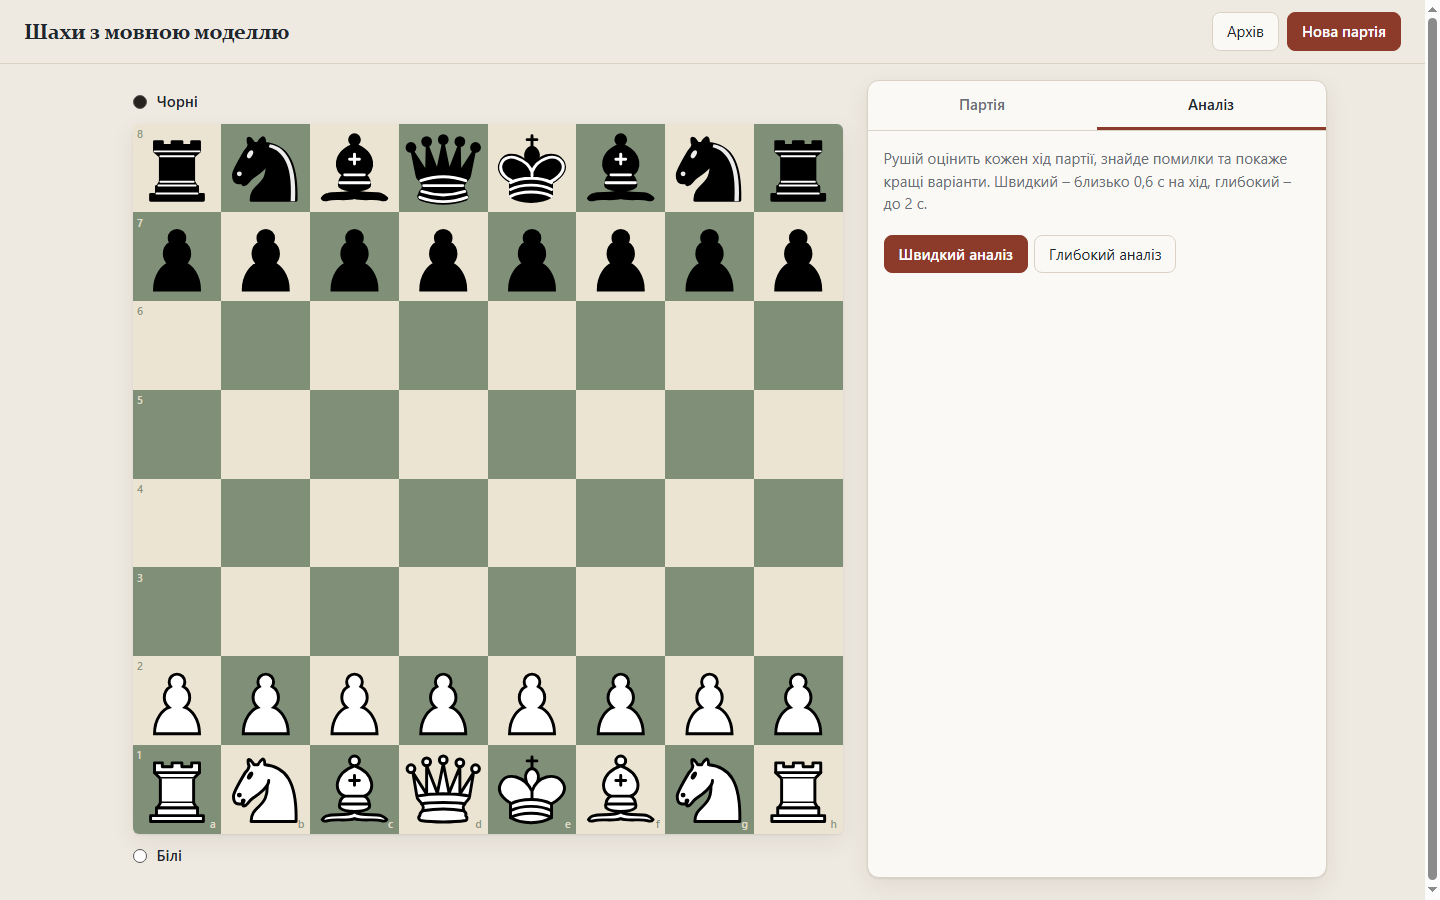 Шахи з мовною моделлю
Архів
Нова партія
Чорні
8
7
6
5
4
3
2
1
a b c d e f g h
Білі
Партія
Аналіз
Рушій оцінить кожен хід партії, знайде помилки та покаже
кращі варіанти. Швидкий – близько 0,6 с на хід, глибокий –
до 2 с.
Швидкий аналіз
Глибокий аналіз